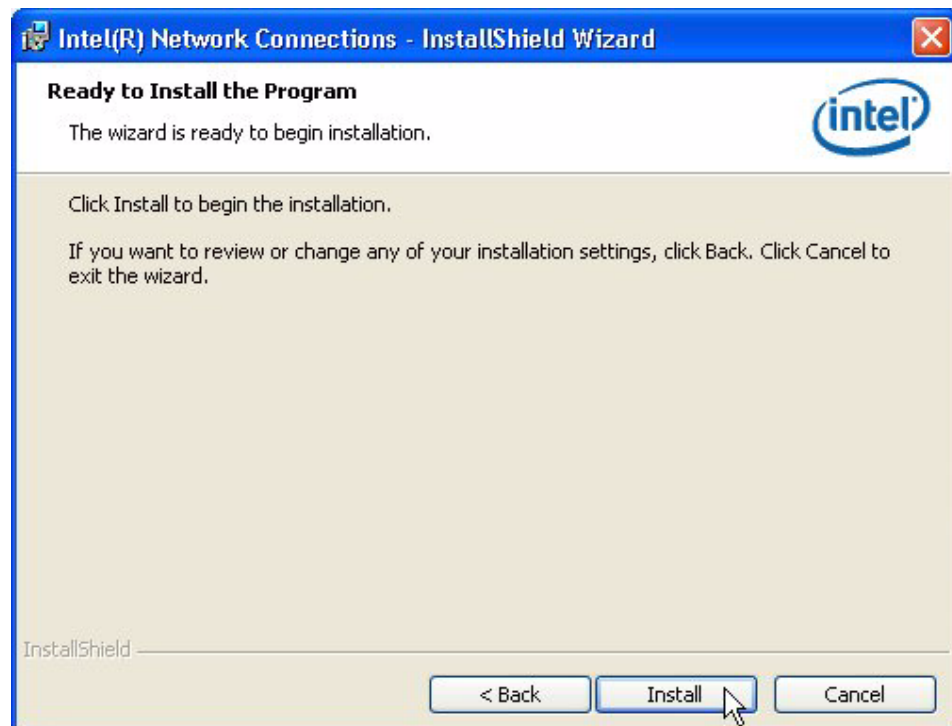 Intel(R) Network Connections - InstallShield Wizard
Ready to Install the Program
The wizard is ready to begin installation.
intel
Click Install to begin the installation.
If you want to review or change any of your installation settings, click Back. Click Cancel to
exit the wizard.
InstallShield
< Back Install Cancel